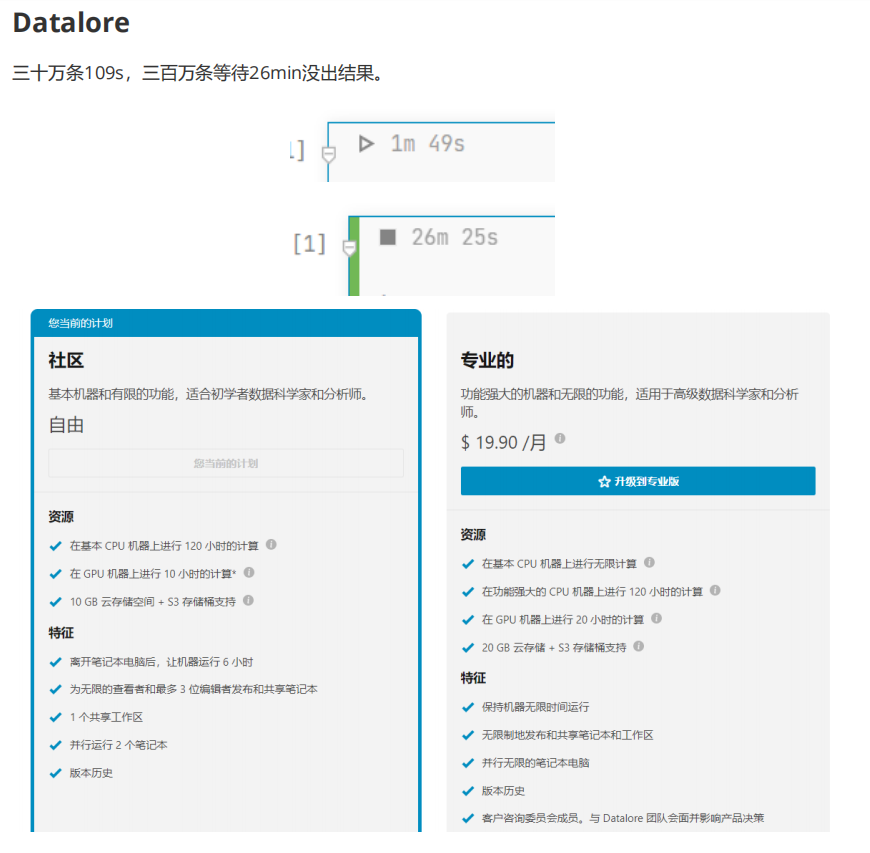 Datalore
三十万条109s，三百万条等待26min没出结果。
1] 1m 49s
[1] 26m 25s
您当前的计划
社区
基本机器和有限的功能，适合初学者数据科学家和分析师。
自由
您当前的计划
资源
在基本 CPU 机器上进行 120 小时的计算
在 GPU 机器上进行 10 小时的计算*
10 GB 云存储空间 + S3 存储桶支持
特征
离开笔记本电脑后，让机器运行 6 小时
为无限的查看者和最多 3 位编辑者发布和共享笔记本
1 个共享工作区
并行运行 2 个笔记本
版本历史
专业的
功能强大的机器和无限的功能，适用于高级数据科学家和分析
师。
$ 19.90 /月
升级到专业版
资源
在基本 CPU 机器上进行无限计算
在功能强大的 CPU 机器上进行 120 小时的计算
在 GPU 机器上进行 20 小时的计算
20 GB 云存储 + S3 存储桶支持
特征
保持机器无限时间运行
无限制地发布和共享笔记本和工作区
并行无限的笔记本电脑
版本历史
客户咨询委员会成员。与 Datalore 团队会面并影响产品决策